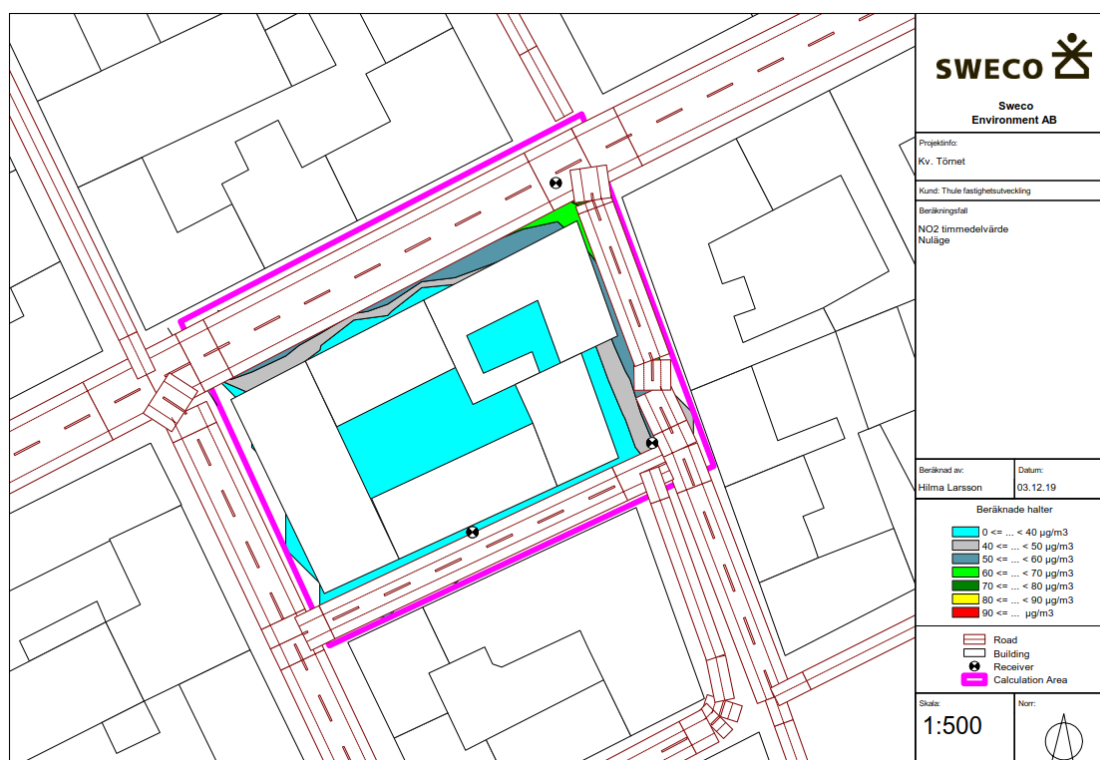 SWECO
Sweco
Environment AB
Projektinfo:
Kv. Törnet
Kund: Thule fastighetsutveckling
Beräkningsfall
NO2 timmedelvärde
Nuläge
Beräknad av:
Hilma Larsson
Datum:
03.12.19
Beräknade halter
0 <= ... < 40 µg/m3
40 <= ... < 50 µg/m3
50 <= ... < 60 µg/m3
60 <= ... < 70 µg/m3
70 <= ... < 80 µg/m3
80 <= ... < 90 µg/m3
90 <= ... µg/m3
Road
Building
Receiver
Calculation Area
Skala:
1:500
Norr: